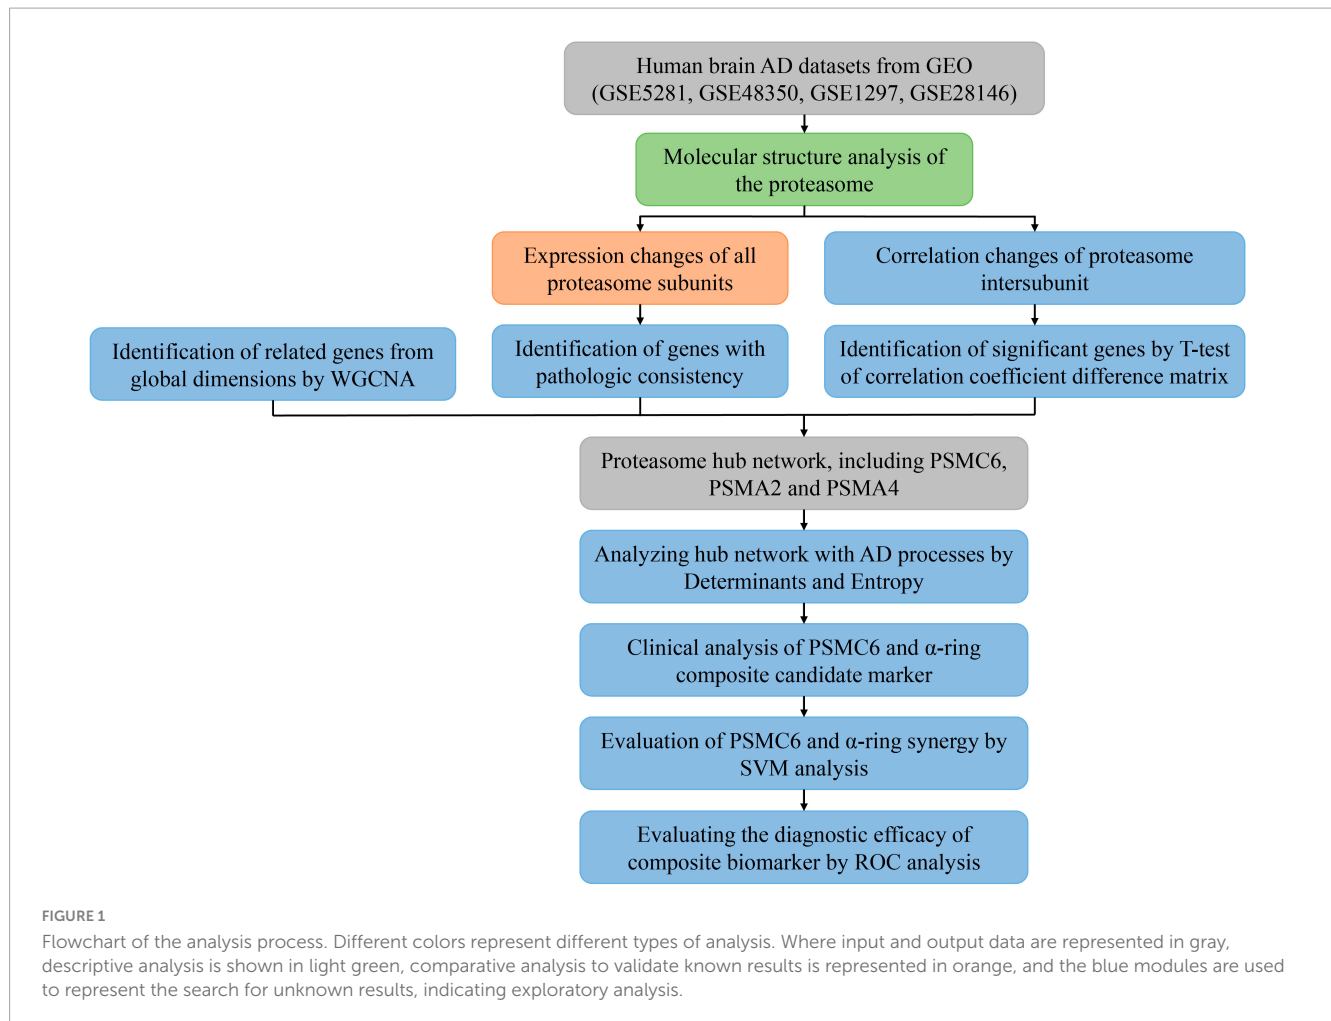 Human brain AD datasets from GEO
(GSE5281, GSE48350, GSE1297, GSE28146)
Molecular structure analysis of
the proteasome
Expression changes of all
proteasome subunits
Correlation changes of proteasome
intersubunit
Identification of related genes from
global dimensions by WGCNA
Identification of genes with
pathologic consistency
Identification of significant genes by T-test
of correlation coefficient difference matrix
Proteasome hub network, including PSMC6,
PSMA2 and PSMA4
Analyzing hub network with AD processes by
Determinants and Entropy
Clinical analysis of PSMC6 and α-ring
composite candidate marker
Evaluation of PSMC6 and α-ring synergy by
SVM analysis
Evaluating the diagnostic efficacy of
composite biomarker by ROC analysis
FIGURE 1
Flowchart of the analysis process. Different colors represent different types of analysis. Where input and output data are represented in gray,
descriptive analysis is shown in light green, comparative analysis to validate known results is represented in orange, and the blue modules are used
to represent the search for unknown results, indicating exploratory analysis.